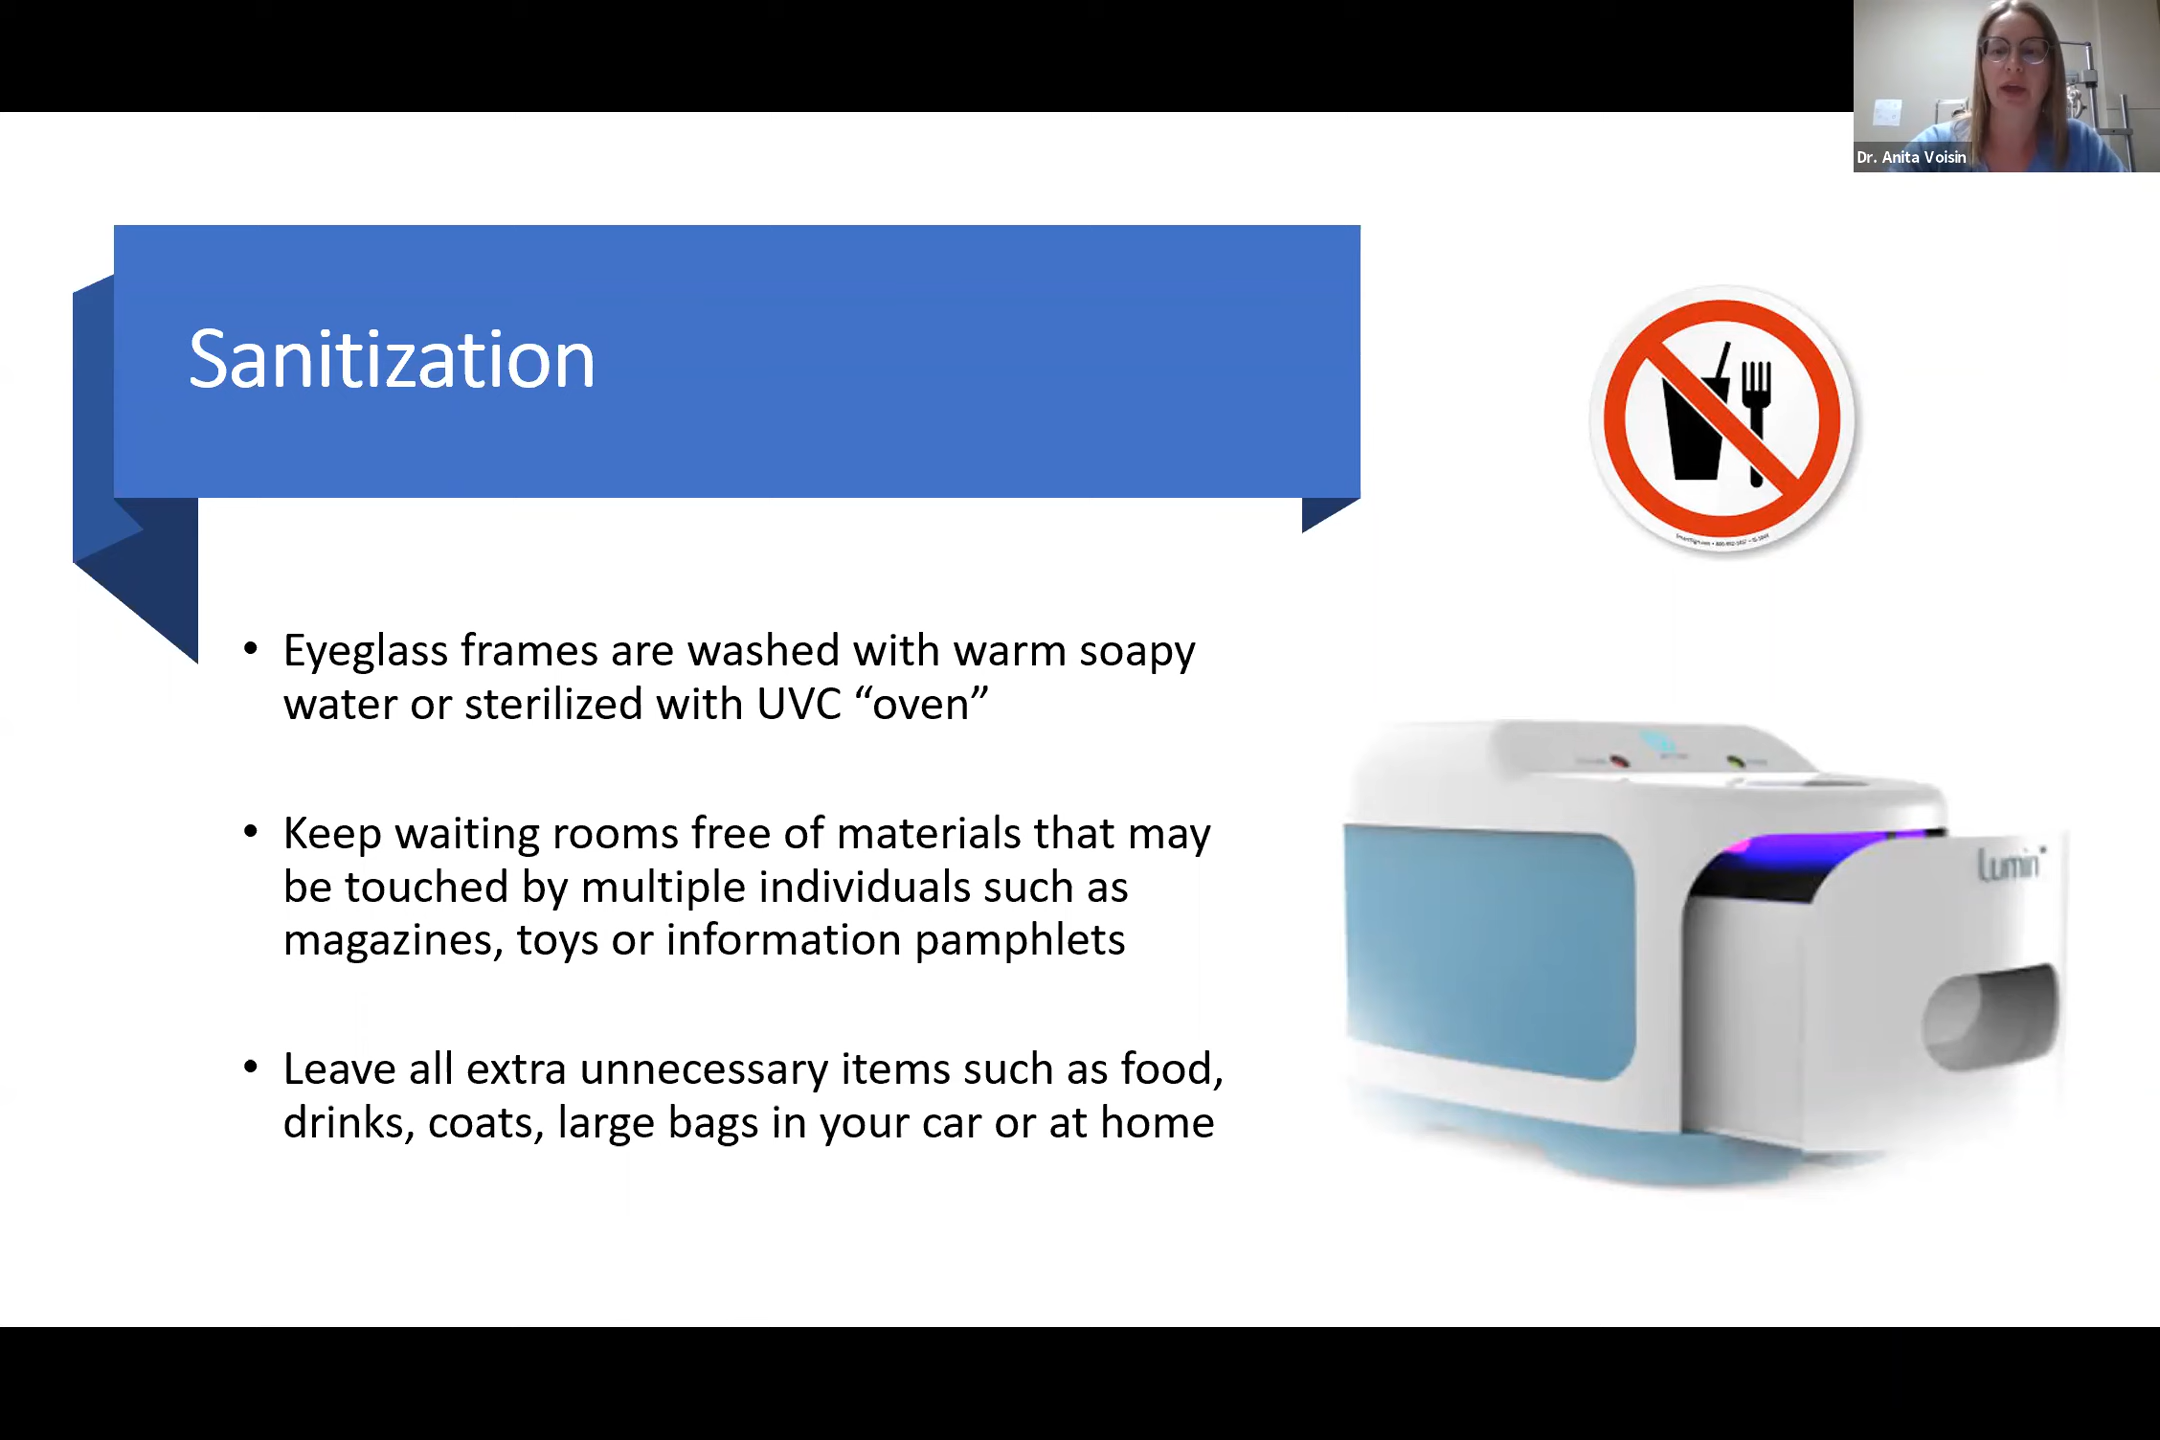 Dr. Anita Voisin
Sanitization
• Eyeglass frames are washed with warm soapy
water or sterilized with UVC “oven”
• Keep waiting rooms free of materials that may
be touched by multiple individuals such as
magazines, toys or information pamphlets
• Leave all extra unnecessary items such as food,
drinks, coats, large bags in your car or at home
Lumin